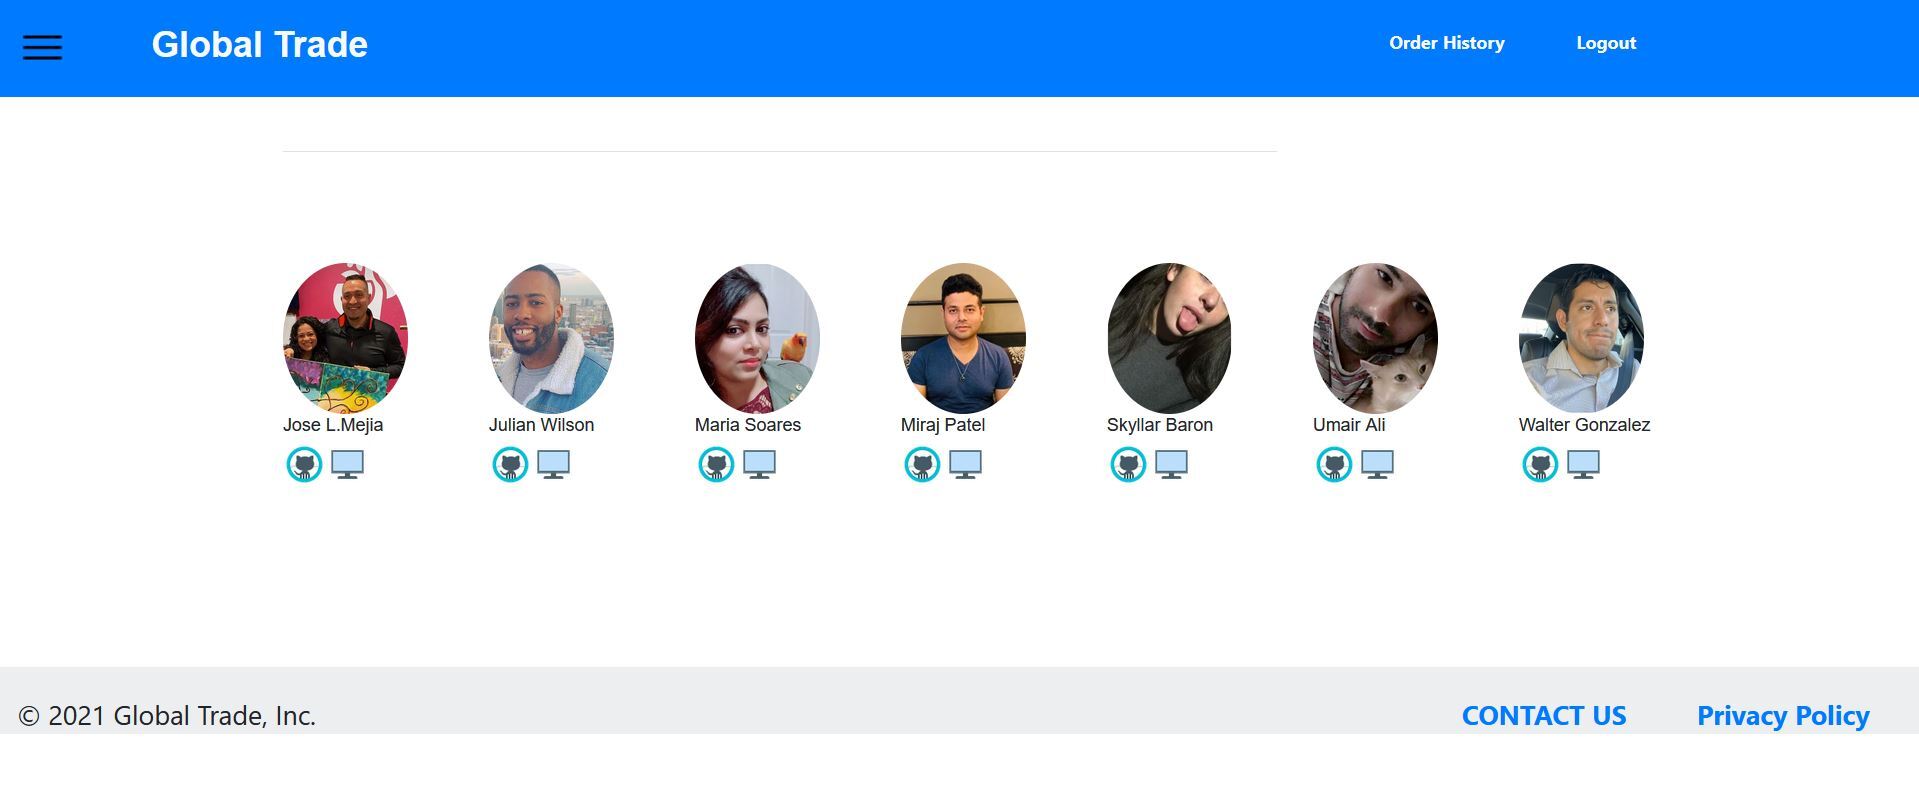 Global Trade
Order History
Logout
Jose L.Mejia
Julian Wilson
Maria Soares
Miraj Patel
Skyllar Baron
Umair Ali
Walter Gonzalez
© 2021 Global Trade, Inc.
CONTACT US
Privacy Policy